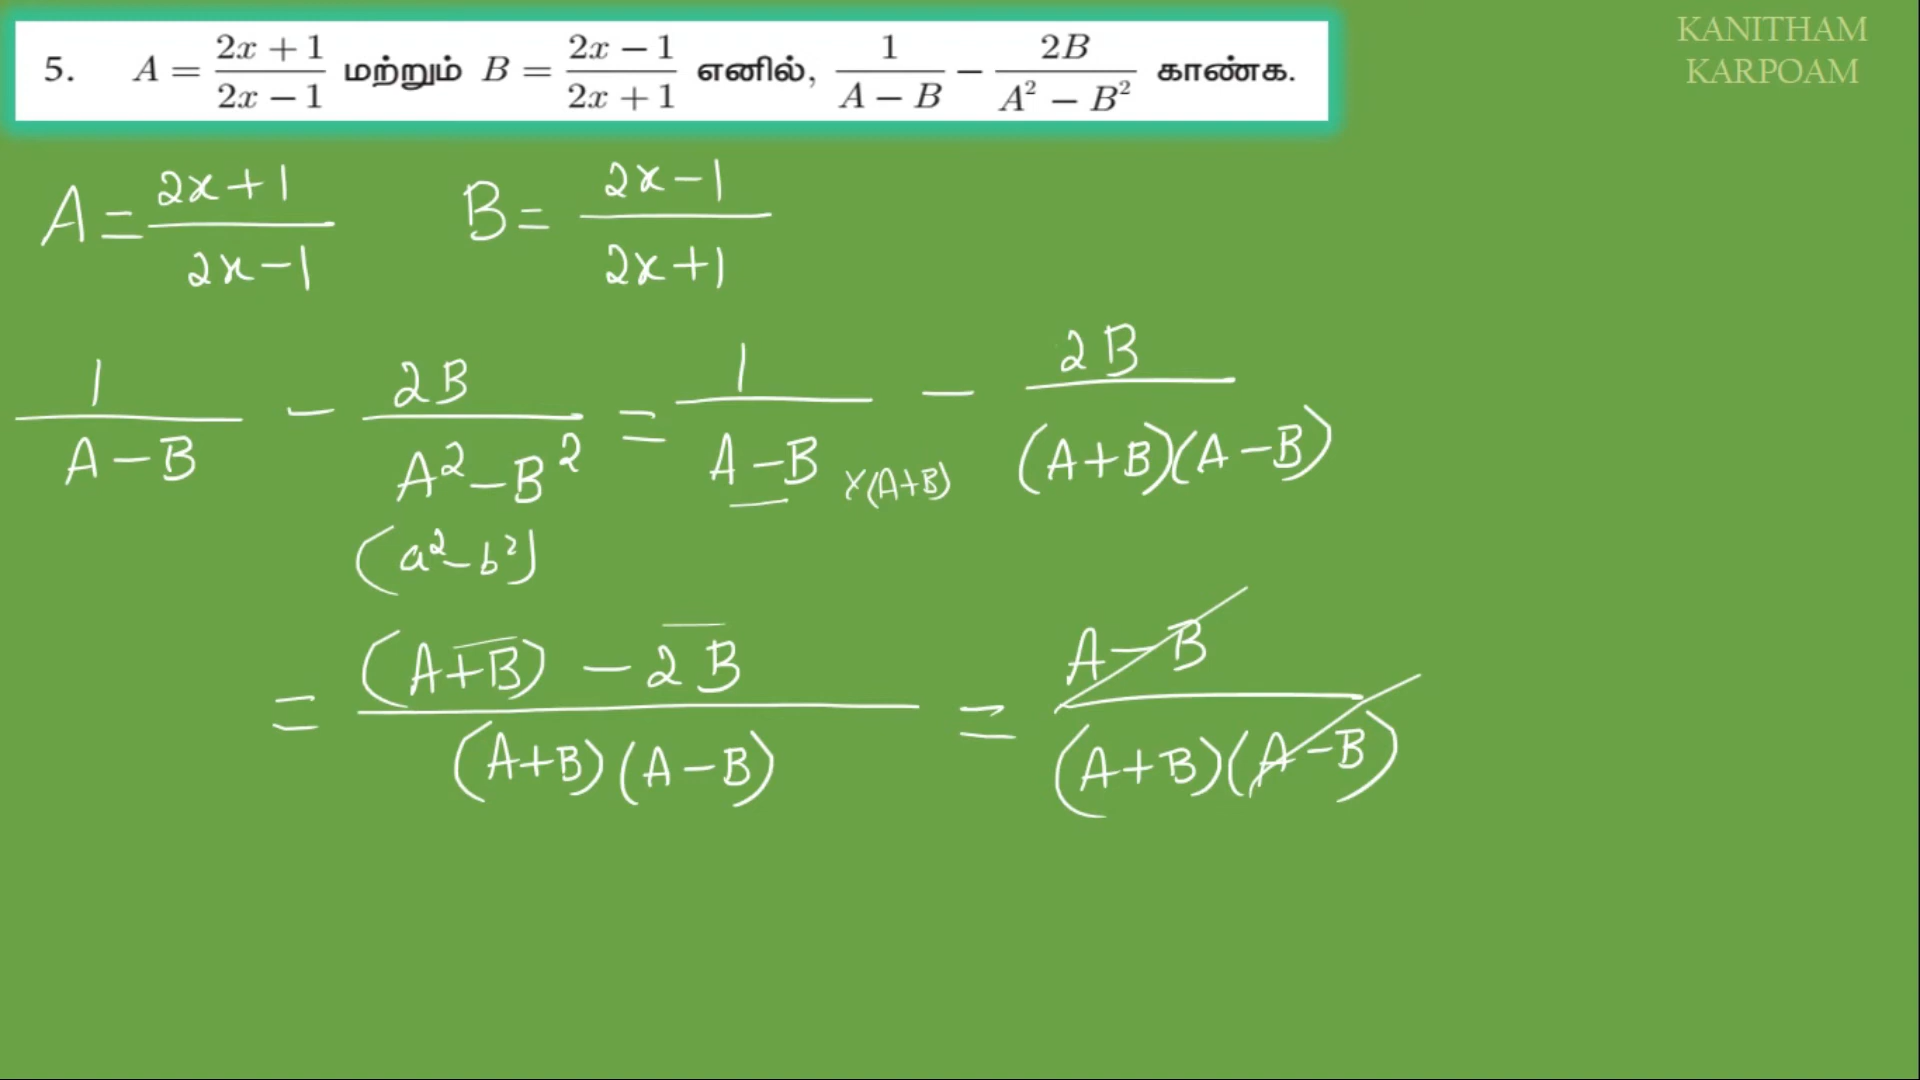 KANITHAM
KARPOAM
5. A = (2x + 1)/(2x − 1) மற்றும் B = (2x − 1)/(2x + 1) எனில், 1/(A − B) − 2B/(A² − B²) காண்க.
A = (2x+1)/(2x−1) B = (2x−1)/(2x+1)
1/(A−B) − 2B/(A²−B²) = 1/(A−B) ×(A+B) − 2B/((A+B)(A−B))
(a²−b²)
= ((A+B) − 2B)/((A+B)(A−B)) = (A−B)/((A+B)(A−B))